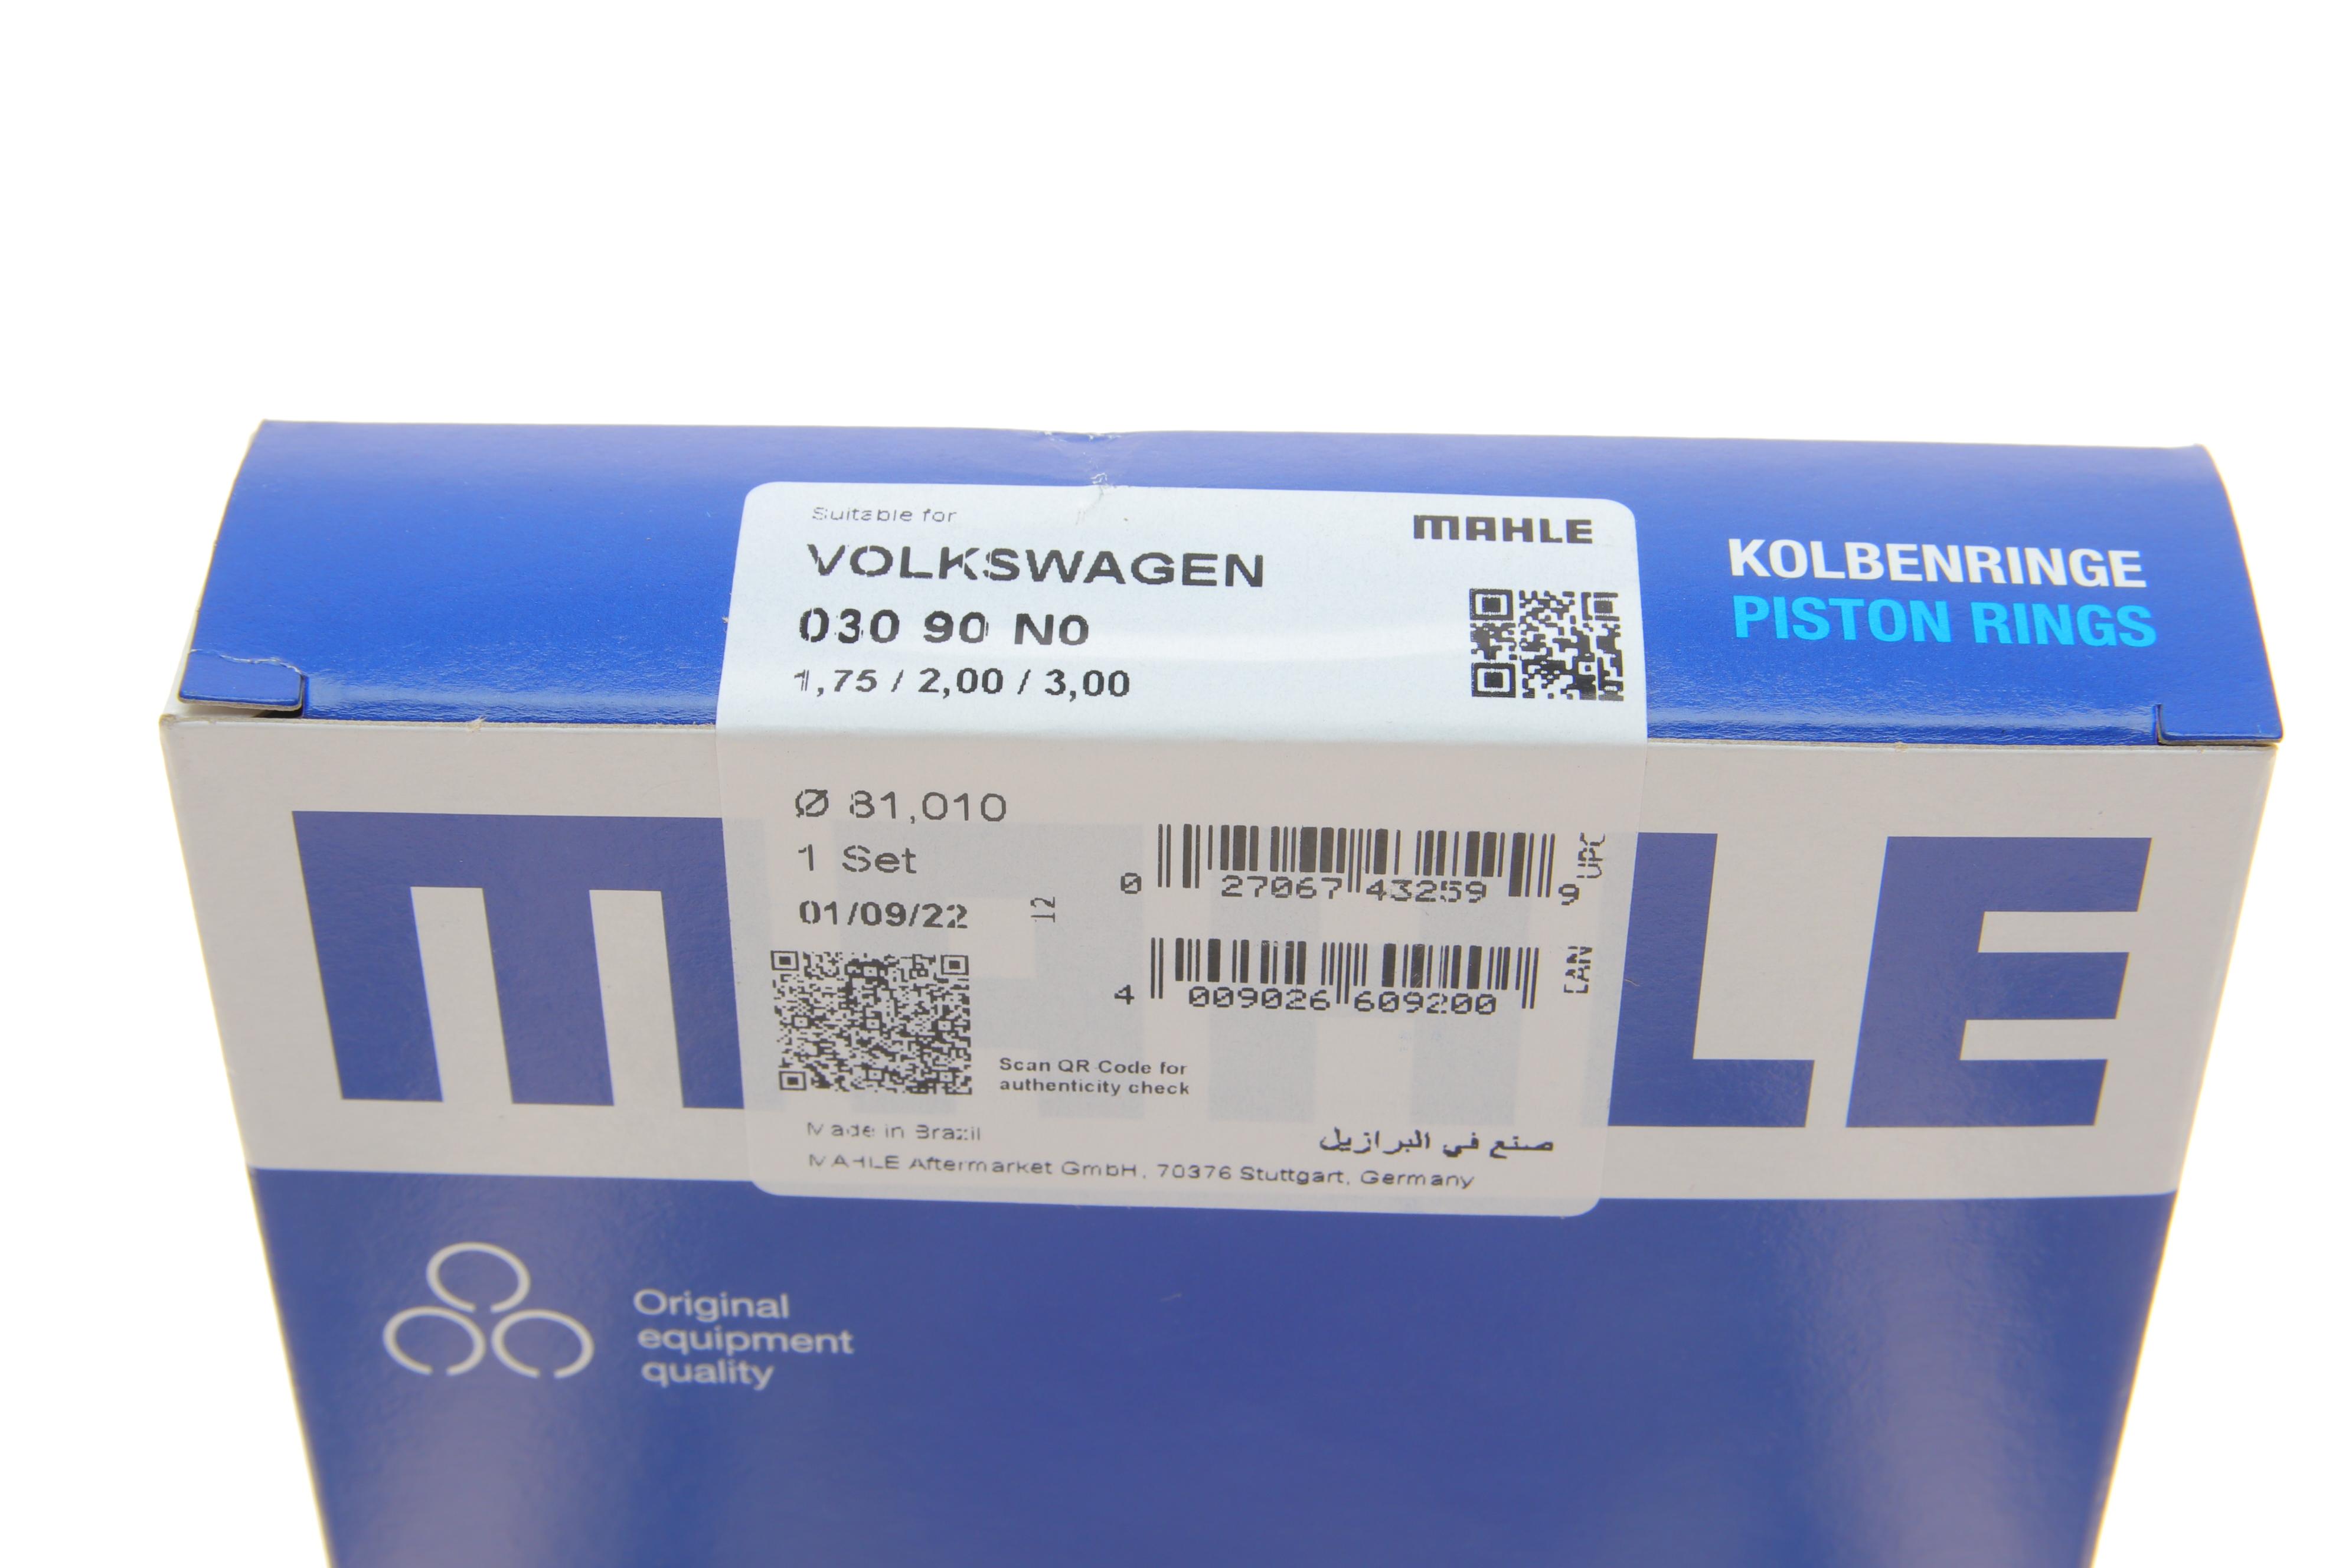 Suitable for
MAHLE
VOLKSWAGEN
030 90 N0
1,75 / 2,00 / 3,00
KOLBENRINGE
PISTON RINGS
Ø 81,010
1 Set
01/09/22
12
0 27067 43259 9
UPC
4 009026 609200
EAN
Scan QR Code for
authenticity check
Made in Brazil
صنع في البرازيل
MAHLE Aftermarket GmbH, 70376 Stuttgart, Germany
MAHLE
Original
equipment
quality